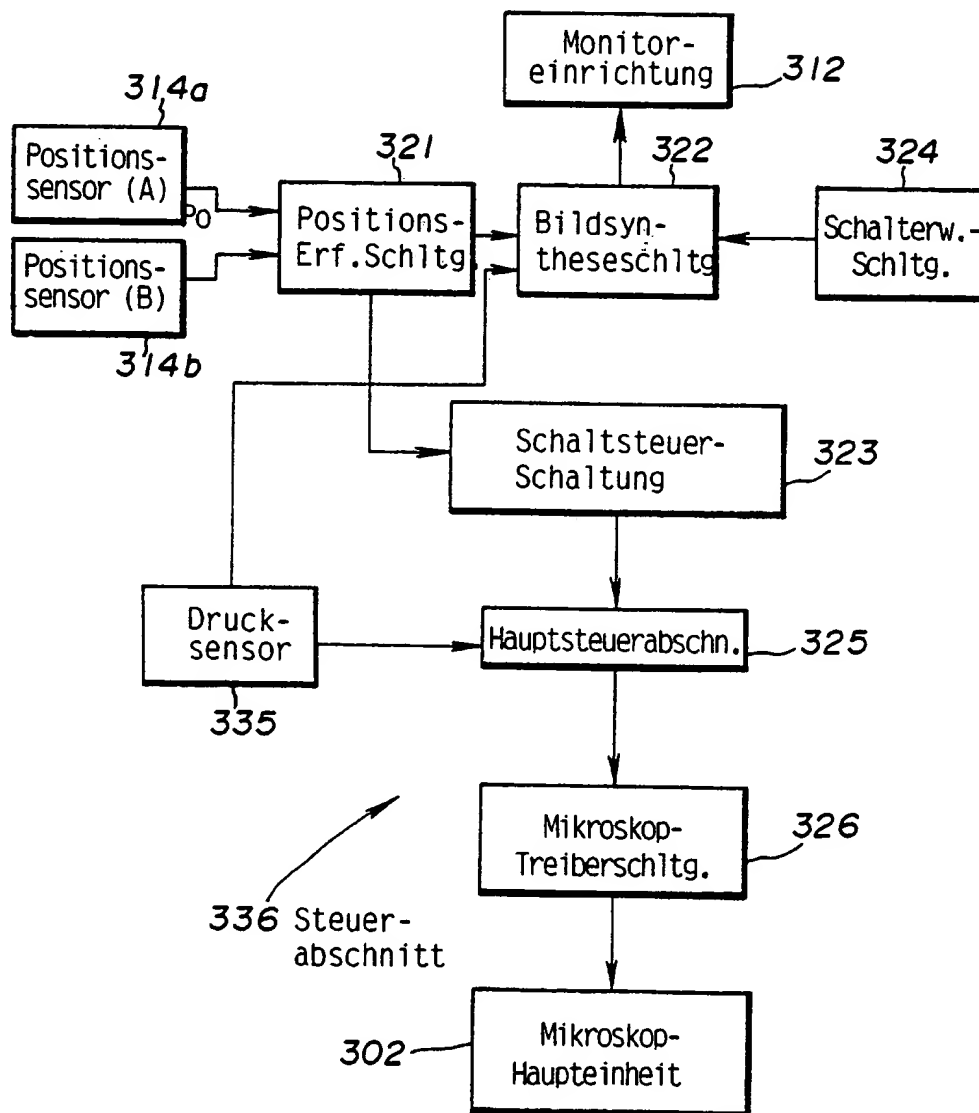 Monitor-
einrichtung
312
314a
Positions-
sensor (A)
PO
321
Positions-
Erf.Schltg.
322
Bildsyn-
theseschltg
324
Schalterw.-
Schltg.
Positions-
sensor (B)
314b
Schaltsteuer-
Schaltung
323
Druck-
sensor
335
Hauptsteuerabschn.
325
Mikroskop-
Treiberschltg.
326
336 Steuer-
abschnitt
302
Mikroskop-
Haupteinheit